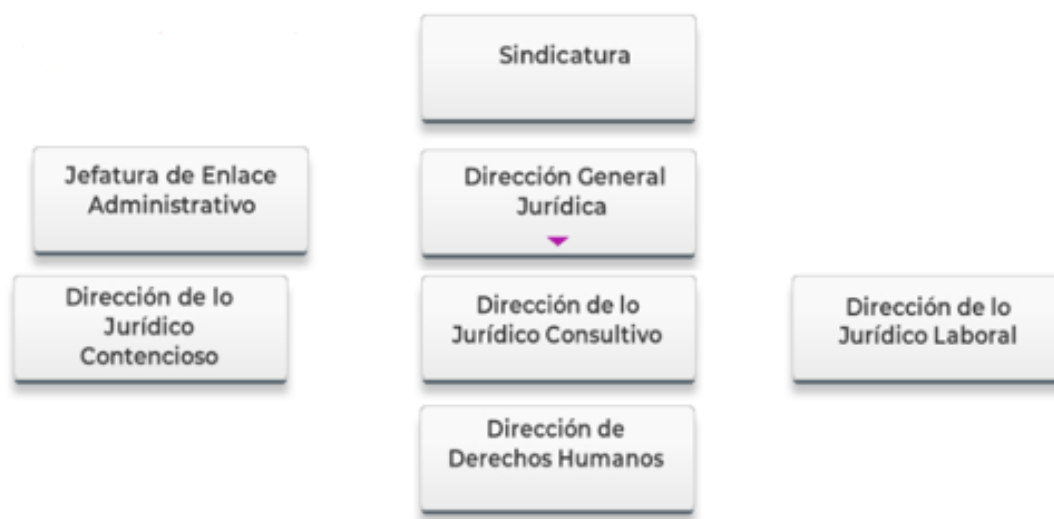 Sindicatura
Jefatura de Enlace
Administrativo
Dirección General
Jurídica
Dirección de lo
Jurídico
Contencioso
Dirección de lo
Jurídico Consultivo
Dirección de lo
Jurídico Laboral
Dirección de
Derechos Humanos